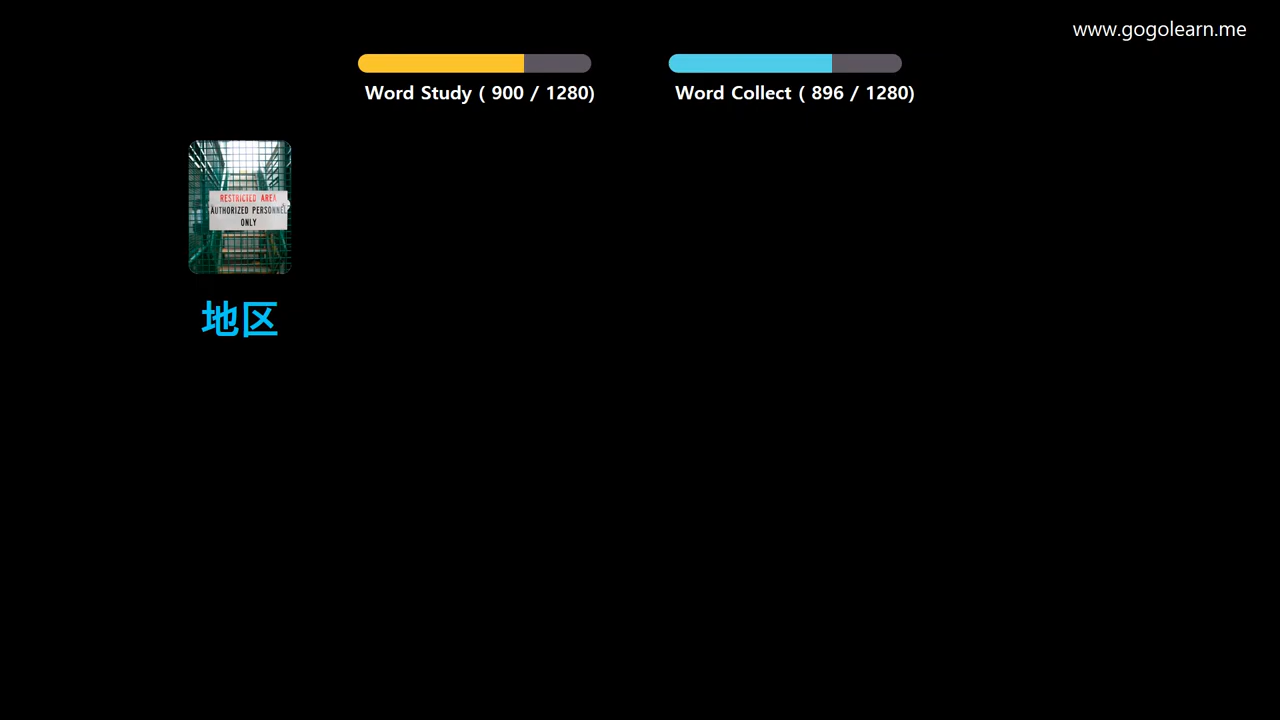 www.gogolearn.me
Word Study ( 900 / 1280)
Word Collect ( 896 / 1280)
RESTRICTED AREA
AUTHORIZED PERSONNEL
ONLY
地区